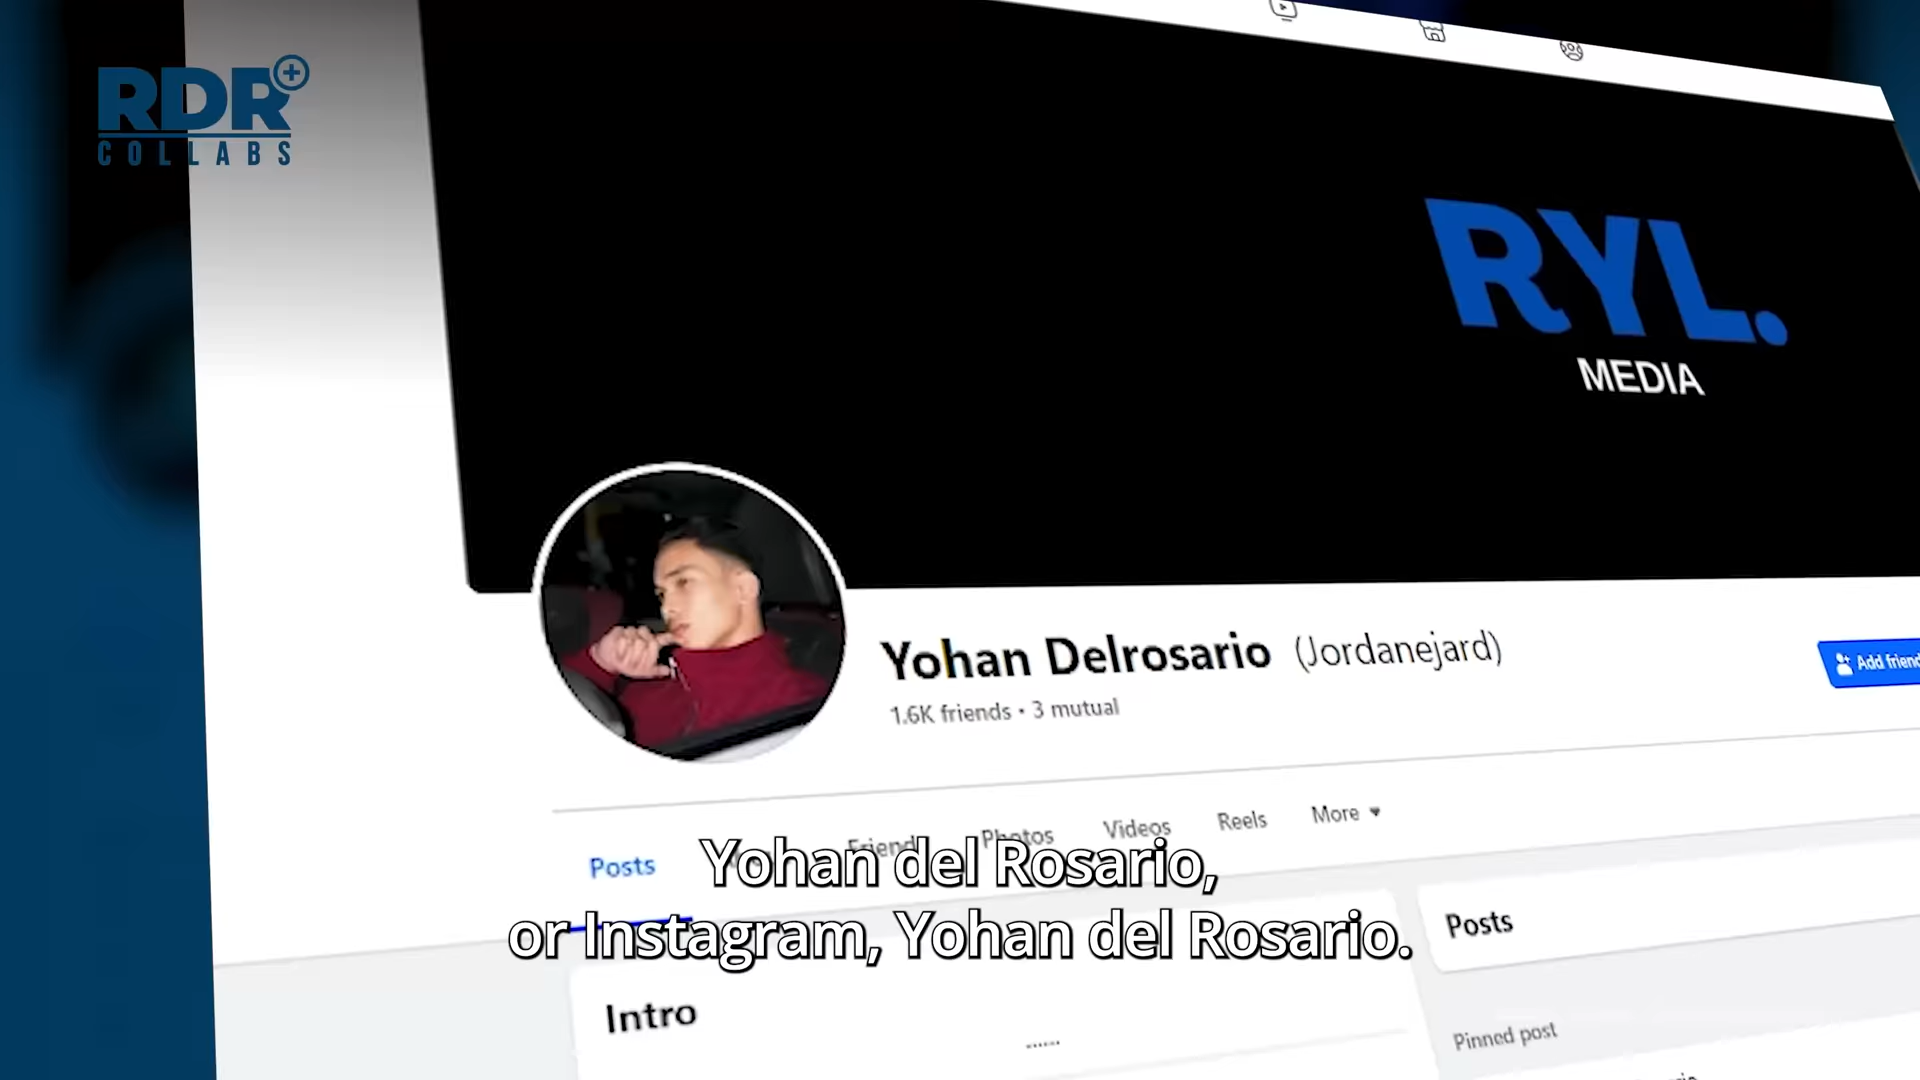 RDR+
COLLABS
RYL.
MEDIA
Yohan Delrosario (Jordanejard)
1.6K friends • 3 mutual
Add friend
Posts
Photos
Videos
Reels
More
Yohan del Rosario,
or Instagram, Yohan del Rosario.
Posts
Intro
Pinned post